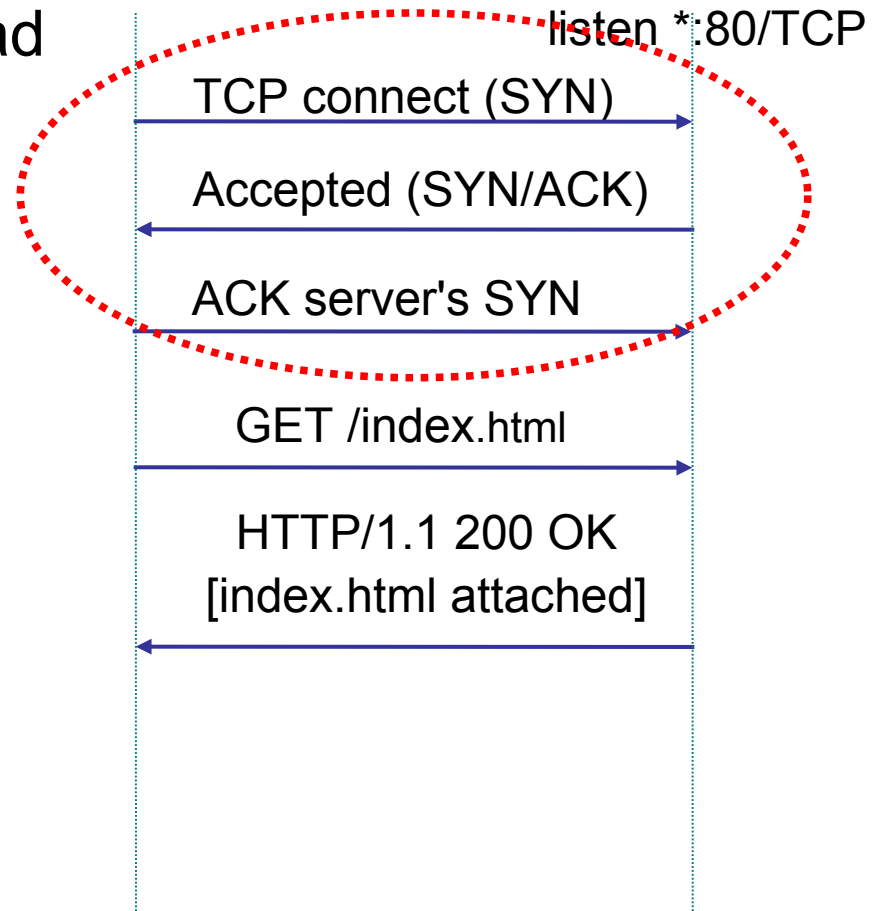 ad
listen *:80/TCP
TCP connect (SYN)
Accepted (SYN/ACK)
ACK server's SYN
GET /index.html
HTTP/1.1 200 OK
[index.html attached]